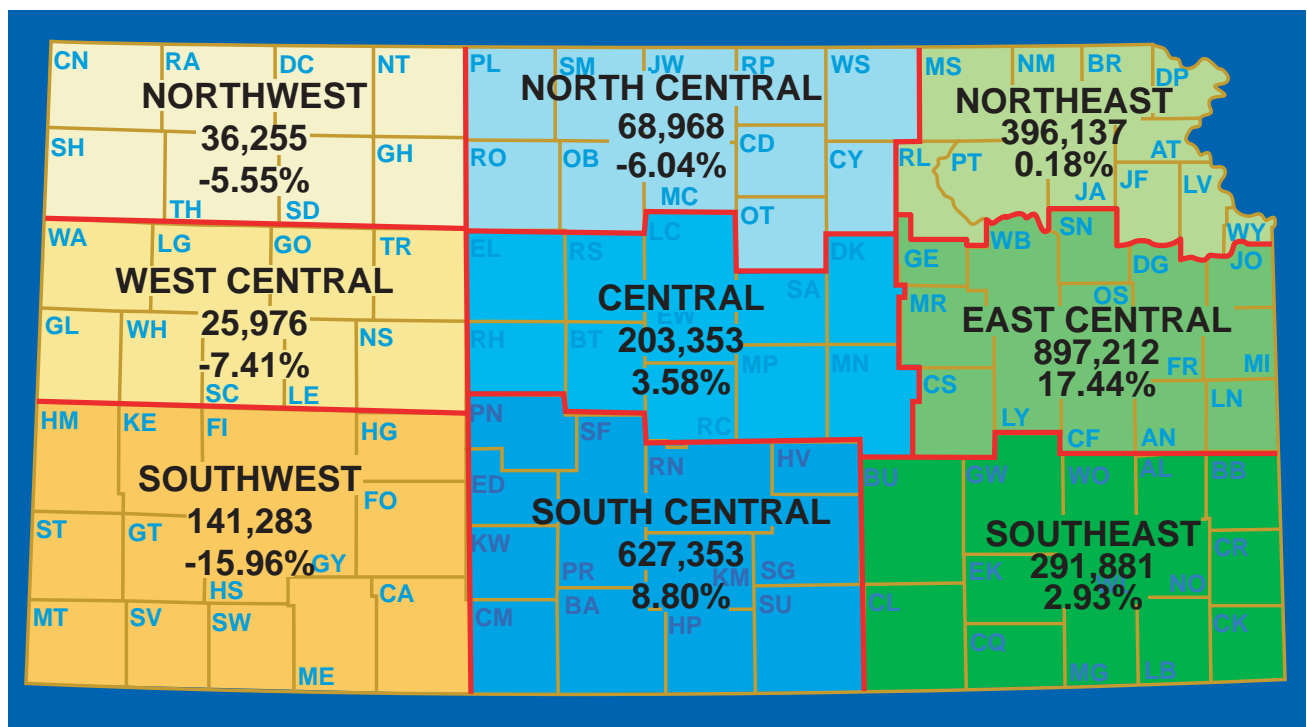 CN RA DC NT PL SM JW RP WS MS NM BR DP
NORTHWEST
36,255
-5.55%
NORTH CENTRAL
68,968
-6.04%
NORTHEAST
396,137
0.18%
SH GH RO OB CD CY RL PT AT
JF LV
TH SD MC OT JA
WY
WA LG GO TR EL RS LC DK GE WB SN DG JO
WEST CENTRAL
25,976
-7.41%
CENTRAL
203,353
3.58%
EAST CENTRAL
897,212
17.44%
SA OS
GL WH NS RH BT EW MP MN MR FR MI
SC LE RC CS LY CF AN LN
HM KE FI HG PN SF RN HV BU GW WO AL BB
SOUTHWEST
141,283
-15.96%
SOUTH CENTRAL
627,353
8.80%
SOUTHEAST
291,881
2.93%
ED FO
ST GT GY KW PR KM SG EK NO CR
HS CA BA SU CL
MT SV SW CM HP CQ CK
ME MG LB